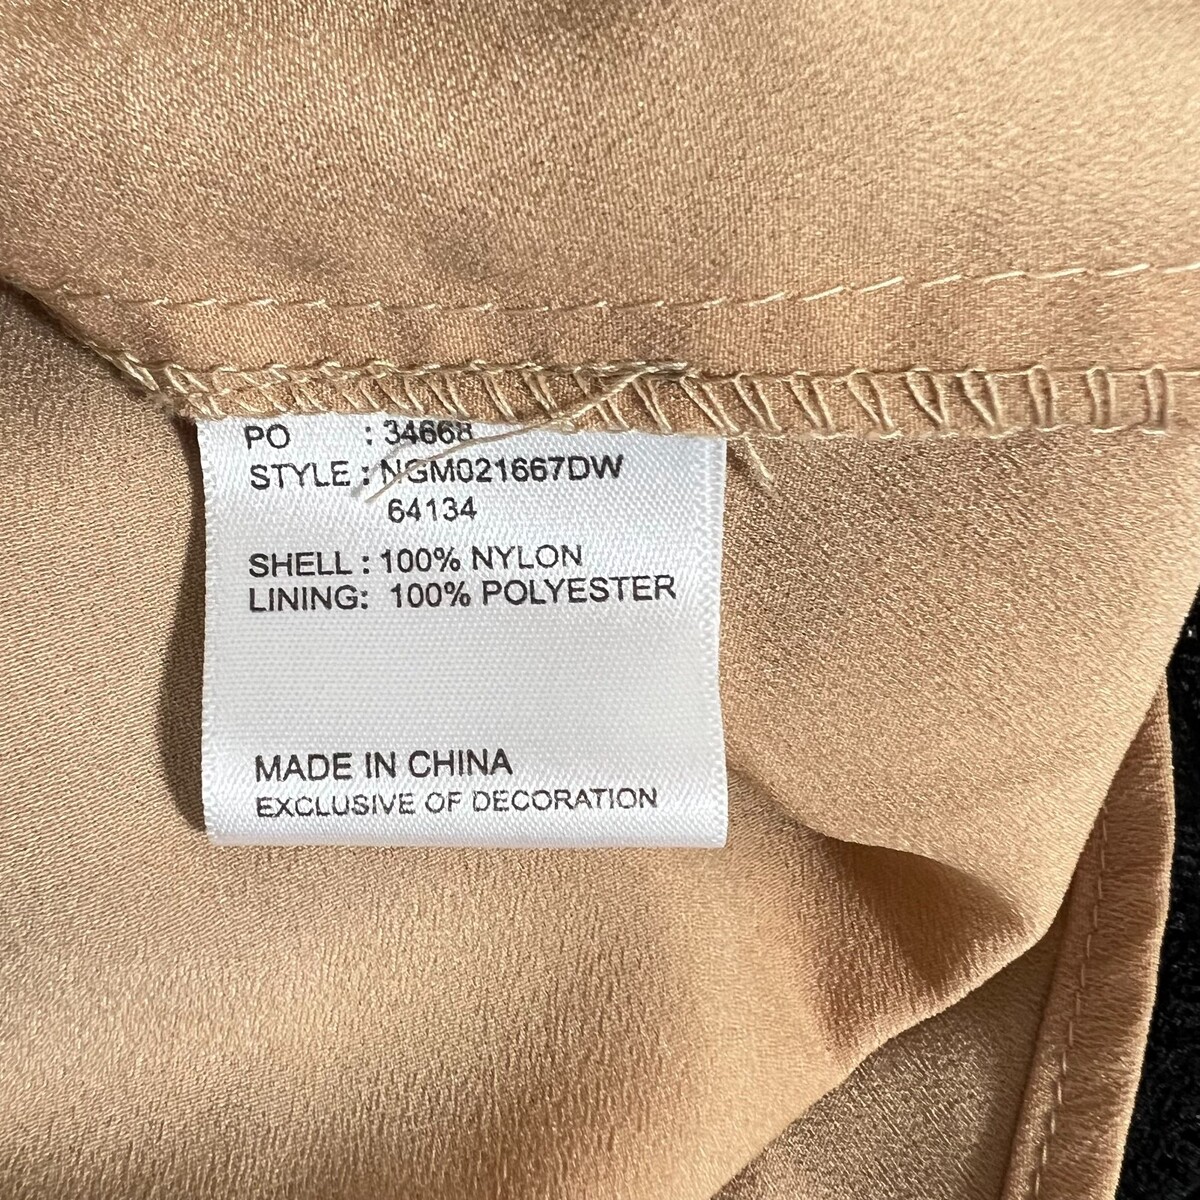 PO : 34668
STYLE : NGM021667DW
64134
SHELL : 100% NYLON
LINING: 100% POLYESTER
MADE IN CHINA
EXCLUSIVE OF DECORATION